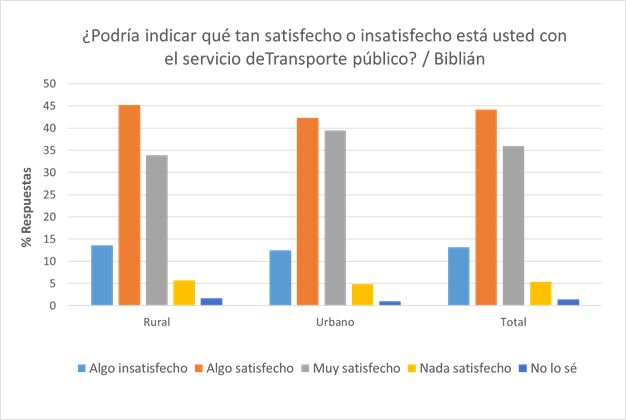 ¿Podría indicar qué tan satisfecho o insatisfecho está usted con
el servicio deTransporte público? / Biblián
50
45
40
35
30
25
20
15
10
5
0
% Respuestas
Rural Urbano Total
Algo insatisfecho Algo satisfecho Muy satisfecho Nada satisfecho No lo sé